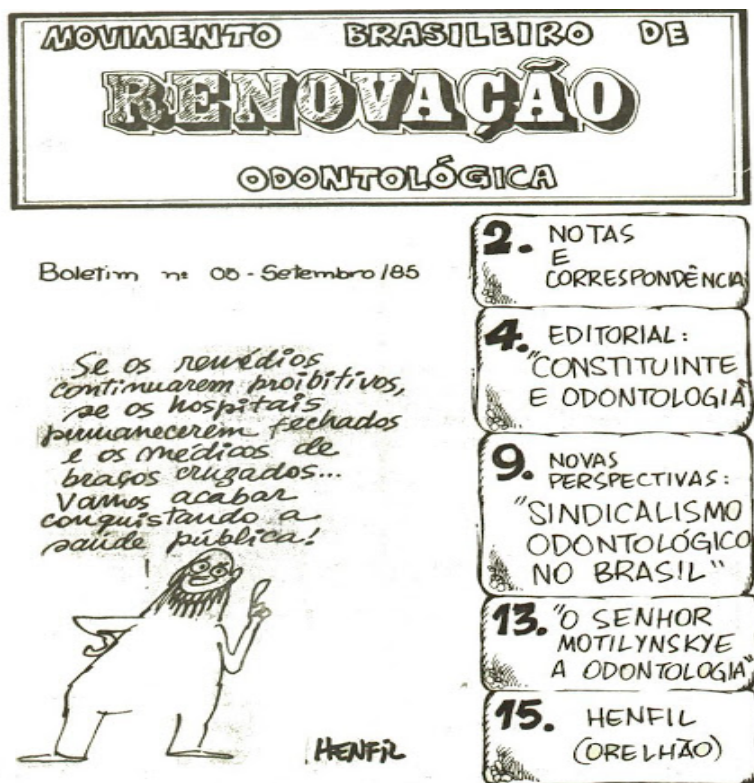 MOVIMENTO BRASILEIRO DE
RENOVAÇÃO
ODONTOLÓGICA
Boletim nº 05 - Setembro/85
Se os remédios
continuarem proibitivos,
se os hospitais
permanecerem fechados
e os médicos de
braços cruzados...
Vamos acabar
conquistando a
saúde pública!
HENFIL
2. NOTAS
E
CORRESPONDÊNCIA
4. EDITORIAL:
"CONSTITUINTE
E ODONTOLOGIA"
9. NOVAS
PERSPECTIVAS:
"SINDICALISMO
ODONTOLÓGICO
NO BRASIL"
13. "O SENHOR
MOTILYNSKYE
A ODONTOLOGIA"
15. HENFIL
(ORELHÃO)